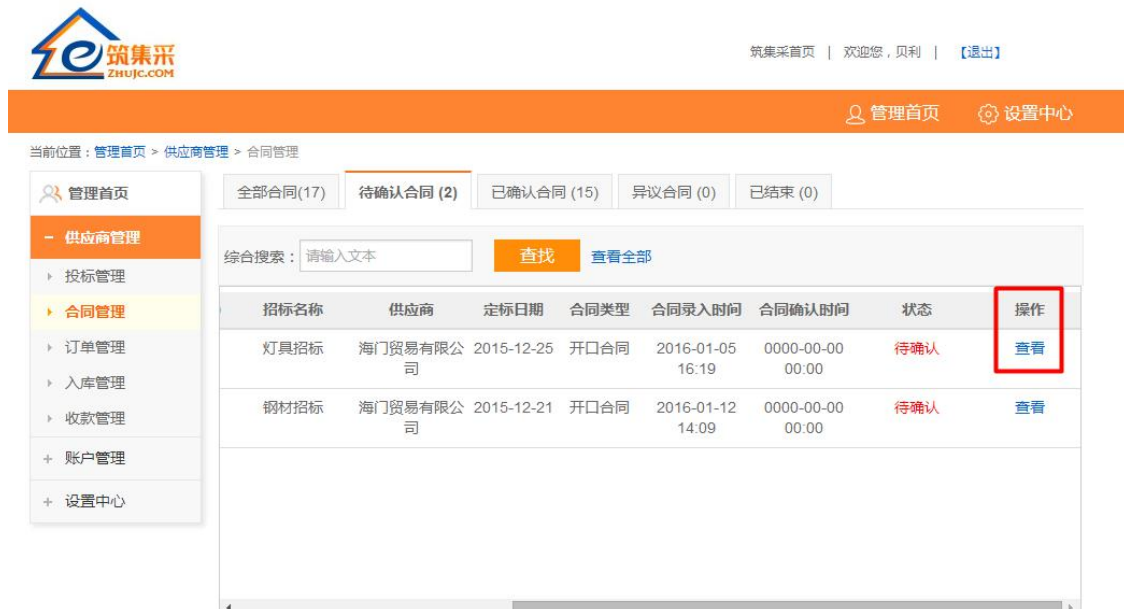 筑集采
ZHUJC.COM
筑集采首页 | 欢迎您，贝利 | 【退出】
管理首页 设置中心
当前位置：管理首页 > 供应商管理 > 合同管理
管理首页
全部合同(17) 待确认合同 (2) 已确认合同 (15) 异议合同 (0) 已结束 (0)
- 供应商管理
综合搜索： 请输入文本 查找 查看全部
投标管理
合同管理
订单管理
入库管理
收款管理
+ 账户管理
+ 设置中心
招标名称 供应商 定标日期 合同类型 合同录入时间 合同确认时间 状态 操作
灯具招标 海门贸易有限公 2015-12-25 开口合同 2016-01-05 0000-00-00 待确认 查看
司 16:19 00:00
钢材招标 海门贸易有限公 2015-12-21 开口合同 2016-01-12 0000-00-00 待确认 查看
司 14:09 00:00